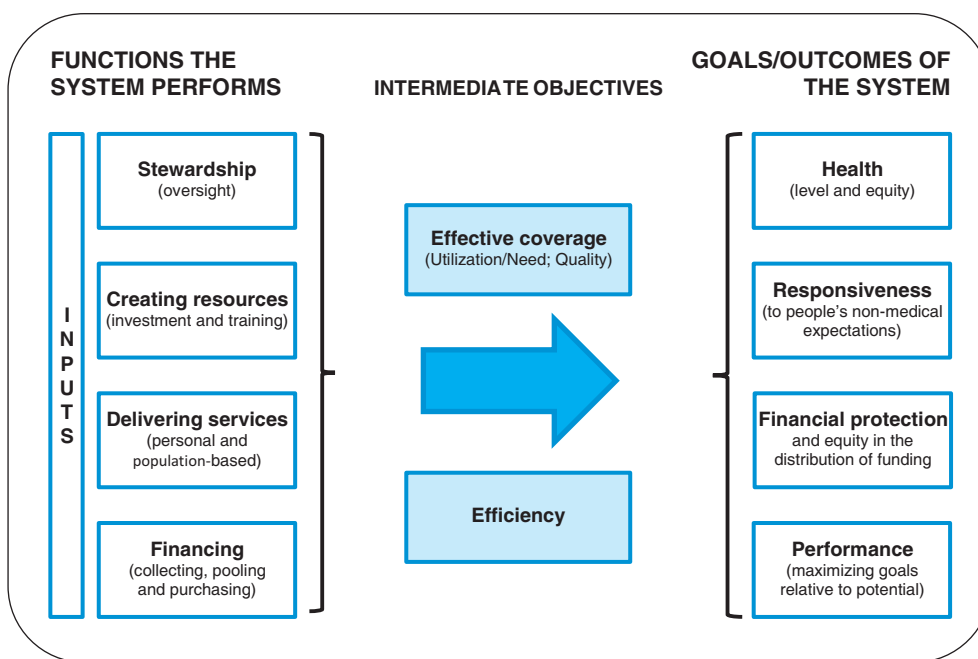 FUNCTIONS THE
SYSTEM PERFORMS
INTERMEDIATE OBJECTIVES
GOALS/OUTCOMES OF
THE SYSTEM
INPUTS
Stewardship
(oversight)
Creating resources
(investment and training)
Delivering services
(personal and
population-based)
Financing
(collecting, pooling
and purchasing)
Effective coverage
(Utilization/Need; Quality)
Efficiency
Health
(level and equity)
Responsiveness
(to people's non-medical
expectations)
Financial protection
and equity in the
distribution of funding
Performance
(maximizing goals
relative to potential)